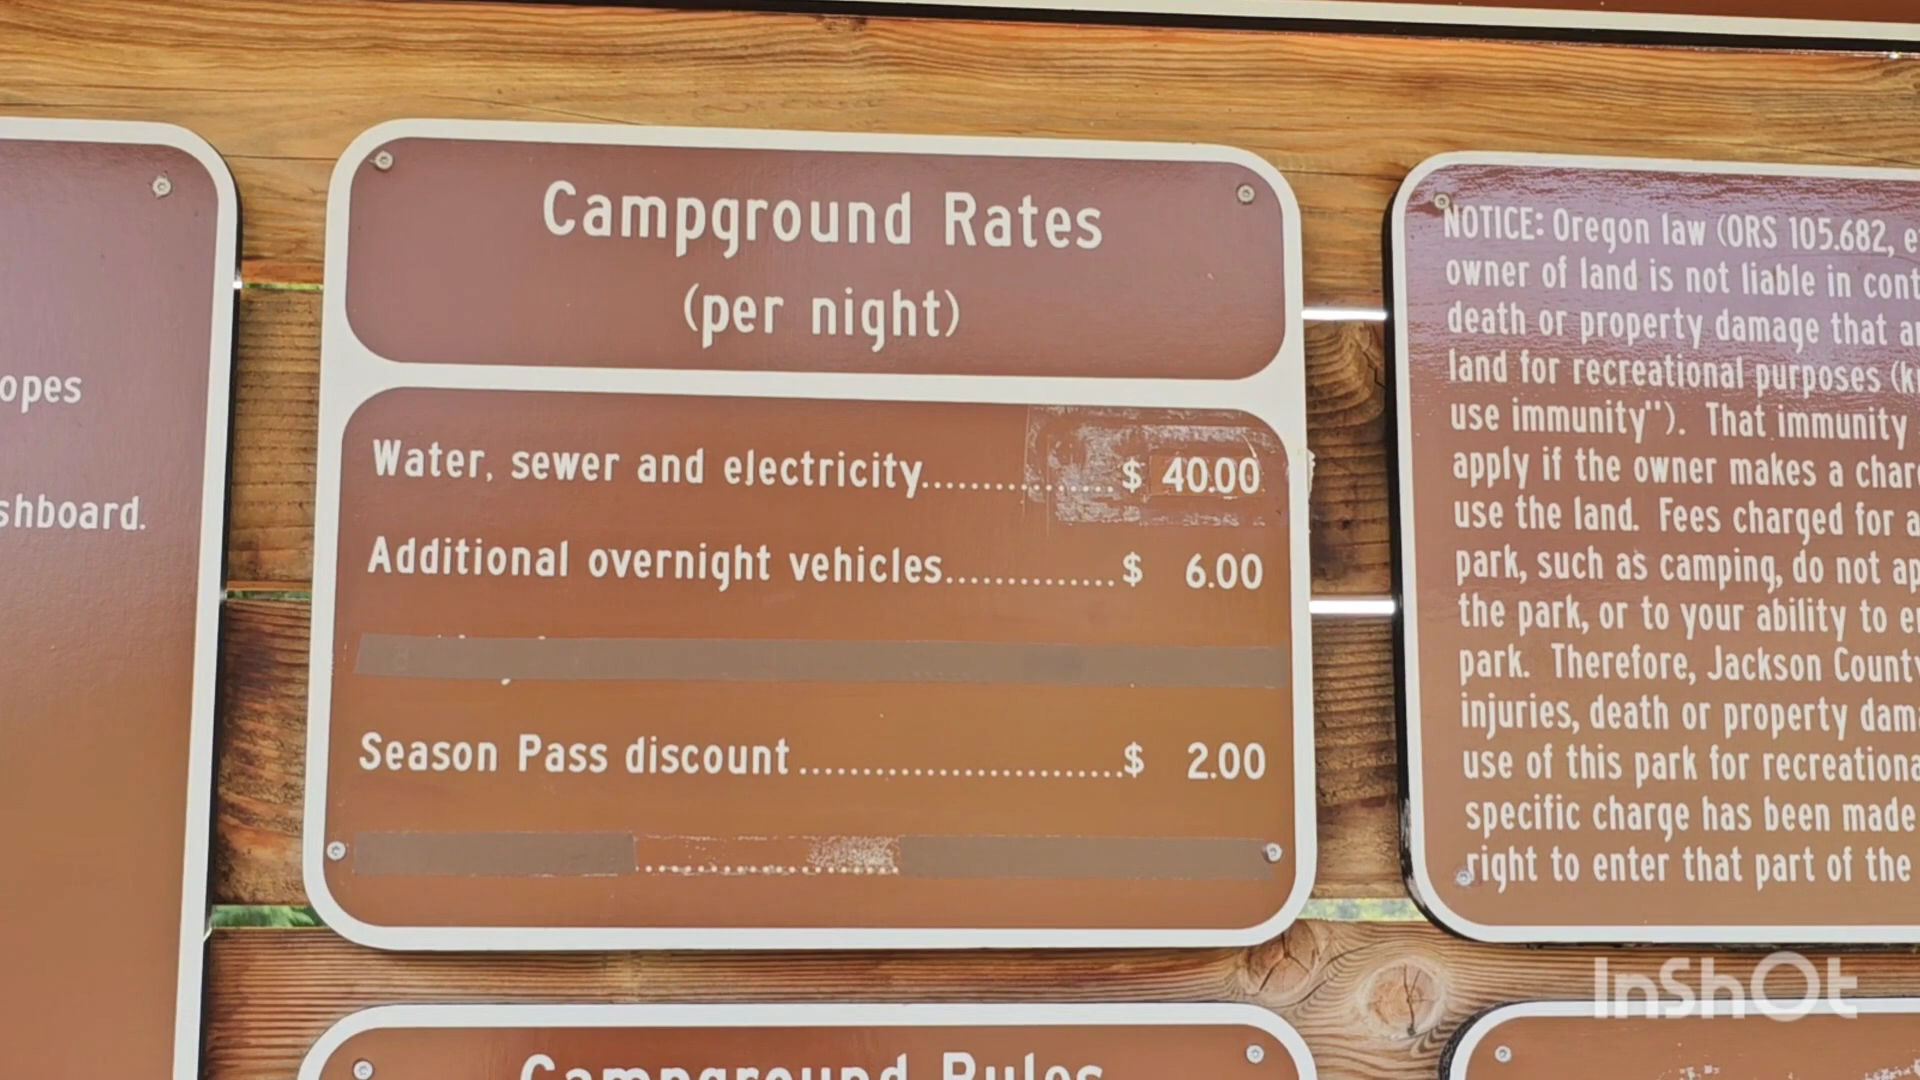 opes
shboard.
Campground Rates
(per night)
Water, sewer and electricity..................$ 40.00
Additional overnight vehicles..............$ 6.00
Season Pass discount..........................$ 2.00
NOTICE: Oregon law (ORS 105.682, e
owner of land is not liable in cont
death or property damage that a
land for recreational purposes (k
use immunity"). That immunity
apply if the owner makes a char
use the land. Fees charged for a
park, such as camping, do not ap
the park, or to your ability to e
park. Therefore, Jackson County
injuries, death or property dam
use of this park for recreationa
specific charge has been made
right to enter that part of the
Campground Rules
InShOt